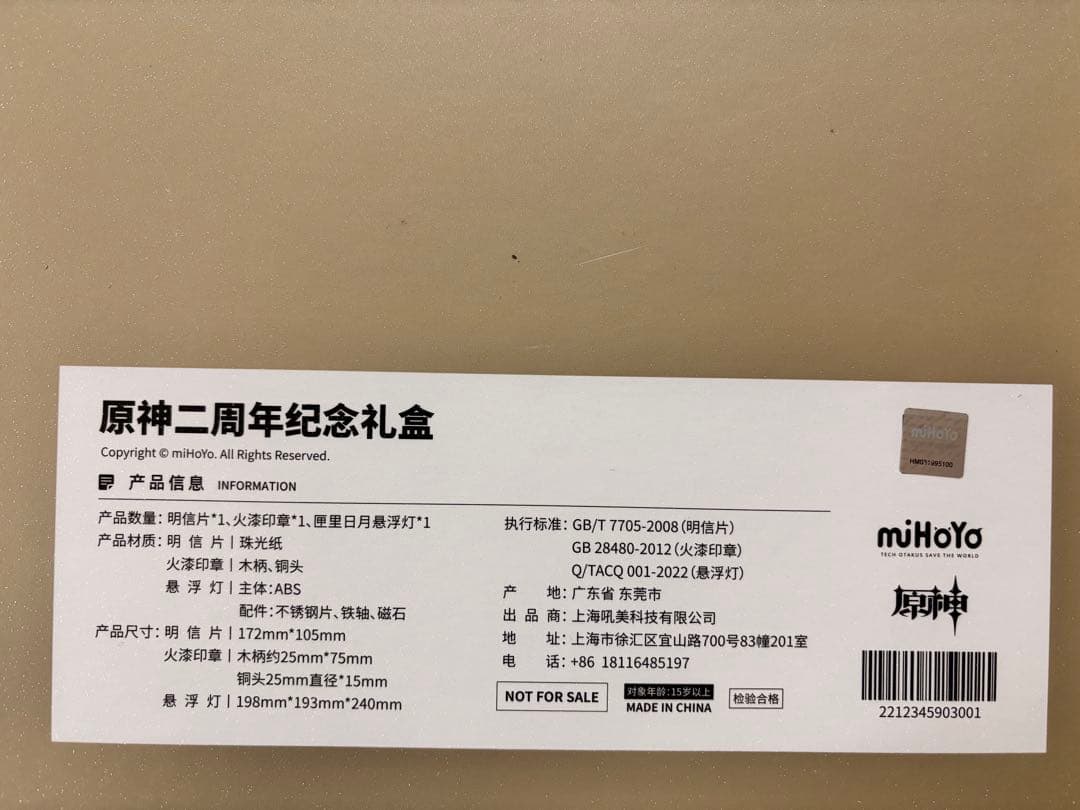 原神二周年纪念礼盒
Copyright © miHoYo. All Rights Reserved.
产品信息 INFORMATION
产品数量：明信片*1、火漆印章*1、匣里日月悬浮灯*1
产品材质：明信片｜珠光纸
火漆印章｜木柄、铜头
悬浮灯｜主体：ABS
配件：不锈钢片、铁轴、磁石
产品尺寸：明信片｜172mm*105mm
火漆印章｜木柄约25mm*75mm
铜头25mm直径*15mm
悬浮灯｜198mm*193mm*240mm
执行标准：GB/T 7705-2008（明信片）
GB 28480-2012（火漆印章）
Q/TACQ 001-2022（悬浮灯）
产地：广东省 东莞市
出品商：上海吼美科技有限公司
地址：上海市徐汇区宜山路700号83幢201室
电话：+86 18116485197
NOT FOR SALE
对象年龄：15岁以上
MADE IN CHINA
检验合格
miHoYo
miHoYo
TECH OTAKUS SAVE THE WORLD
原神
2212345903001